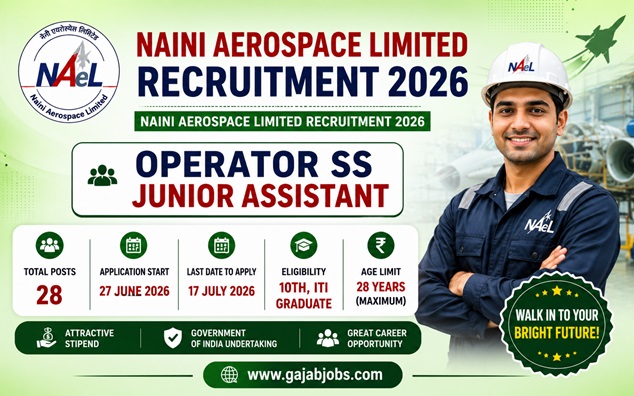 नैनी एयरोस्पेस लिमिटेड
NAeL
Naini Aerospace Limited
NAINI AEROSPACE LIMITED
RECRUITMENT 2026
NAINI AEROSPACE LIMITED RECRUITMENT 2026
OPERATOR SS
JUNIOR ASSISTANT
TOTAL POSTS
28
APPLICATION START
27 JUNE 2026
LAST DATE TO APPLY
17 JULY 2026
ELIGIBILITY
10TH, ITI
GRADUATE
₹
AGE LIMIT
28 YEARS
(MAXIMUM)
ATTRACTIVE
STIPEND
GOVERNMENT
OF INDIA UNDERTAKING
GREAT CAREER
OPPORTUNITY
www.gajabjobs.com
NAeL
NAeL
WALK IN TO YOUR
BRIGHT FUTURE!